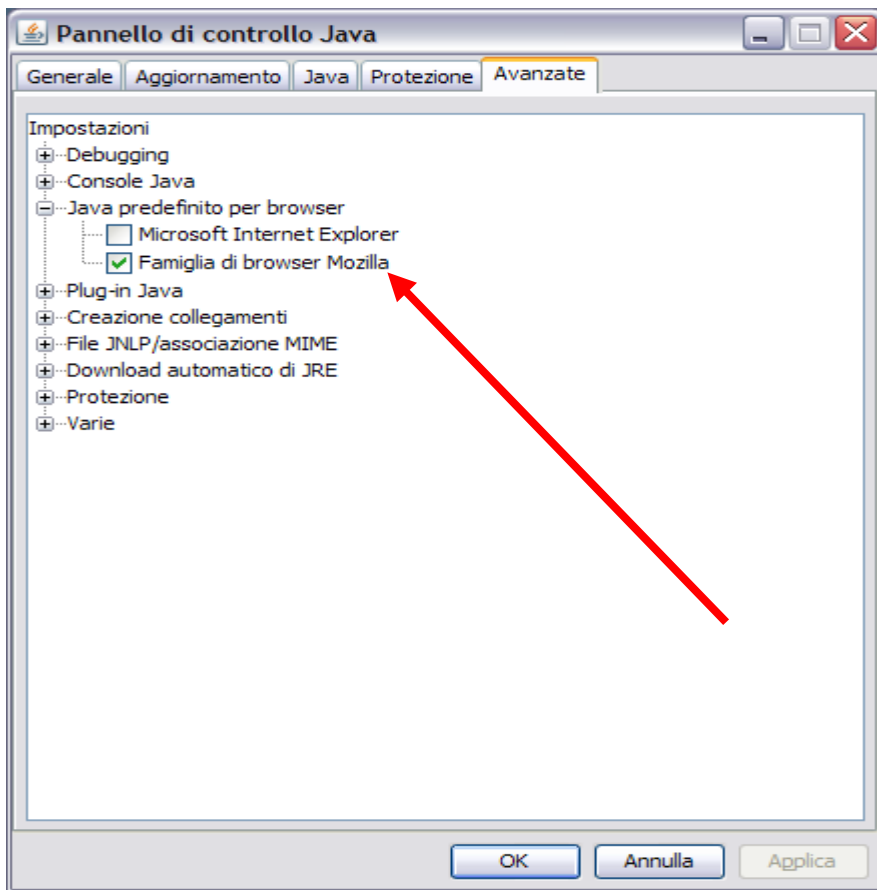 Pannello di controllo Java
Generale Aggiornamento Java Protezione Avanzate
Impostazioni
Debugging
Console Java
Java predefinito per browser
Microsoft Internet Explorer
Famiglia di browser Mozilla
Plug-in Java
Creazione collegamenti
File JNLP/associazione MIME
Download automatico di JRE
Protezione
Varie
OK Annulla Applica